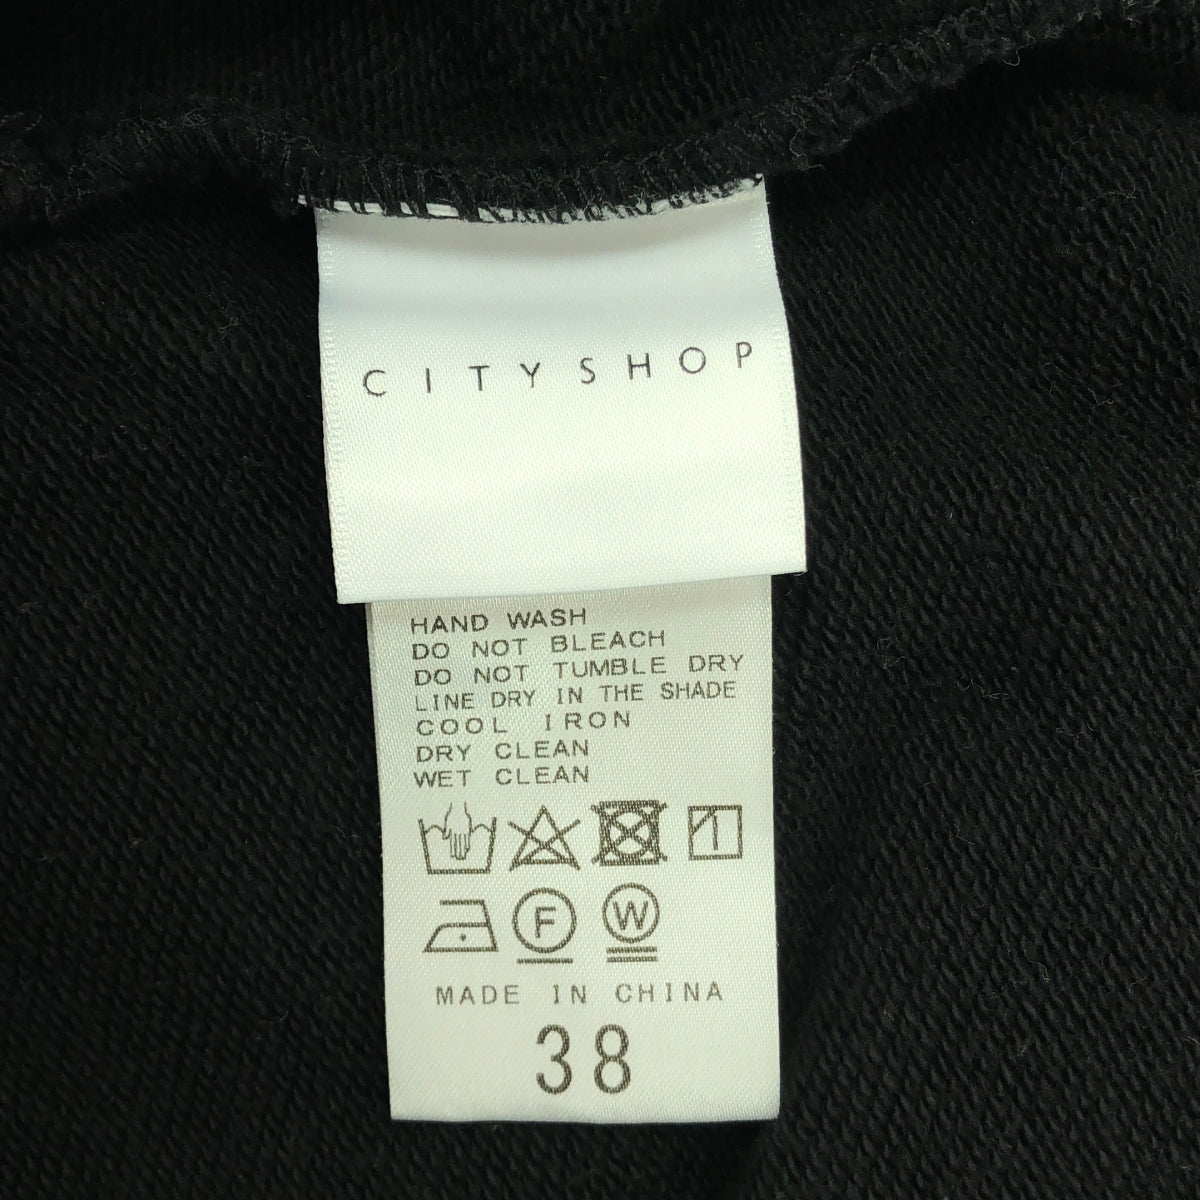 CITYSHOP
HAND WASH
DO NOT BLEACH
DO NOT TUMBLE DRY
LINE DRY IN THE SHADE
COOL IRON
DRY CLEAN
WET CLEAN
F W
MADE IN CHINA
38